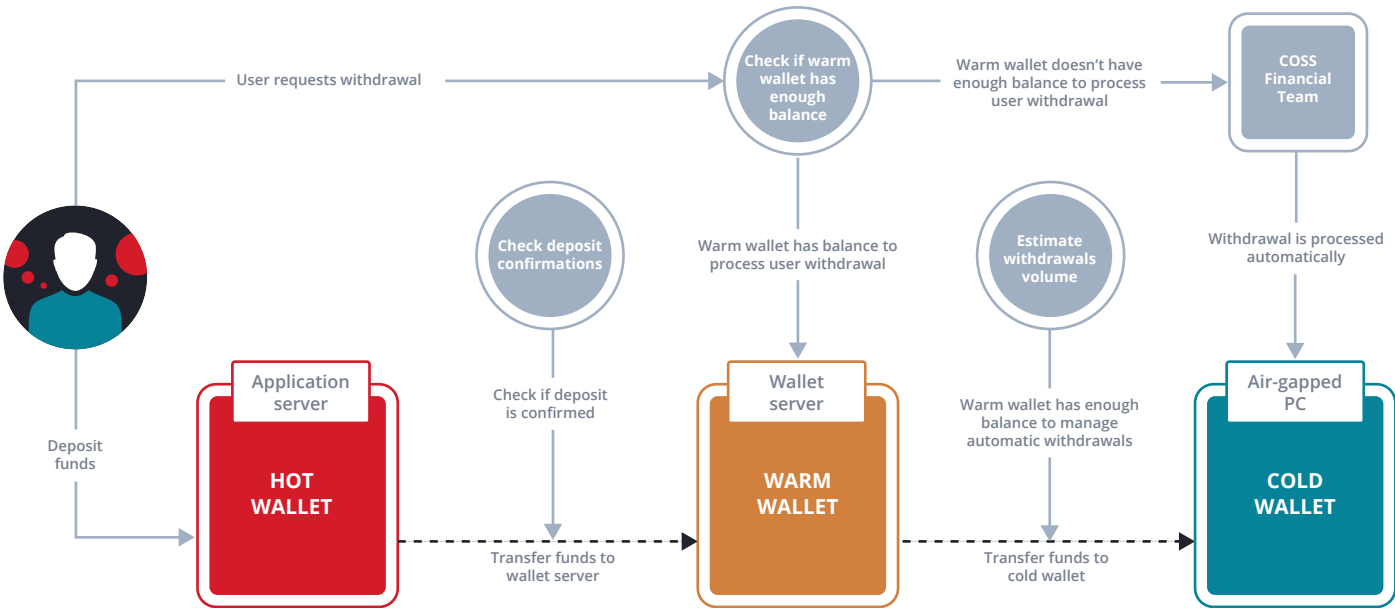 User requests withdrawal
Check if warm
wallet has
enough
balance
Warm wallet doesn't have
enough balance to process
user withdrawal
COSS
Financial
Team
Check deposit
confirmations
Warm wallet has balance to
process user withdrawal
Estimate
withdrawals
volume
Withdrawal is processed
automatically
Deposit
funds
Application
server
HOT
WALLET
Check if deposit
is confirmed
Transfer funds to
wallet server
Wallet
server
WARM
WALLET
Warm wallet has enough
balance to manage
automatic withdrawals
Transfer funds to
cold wallet
Air-gapped
PC
COLD
WALLET